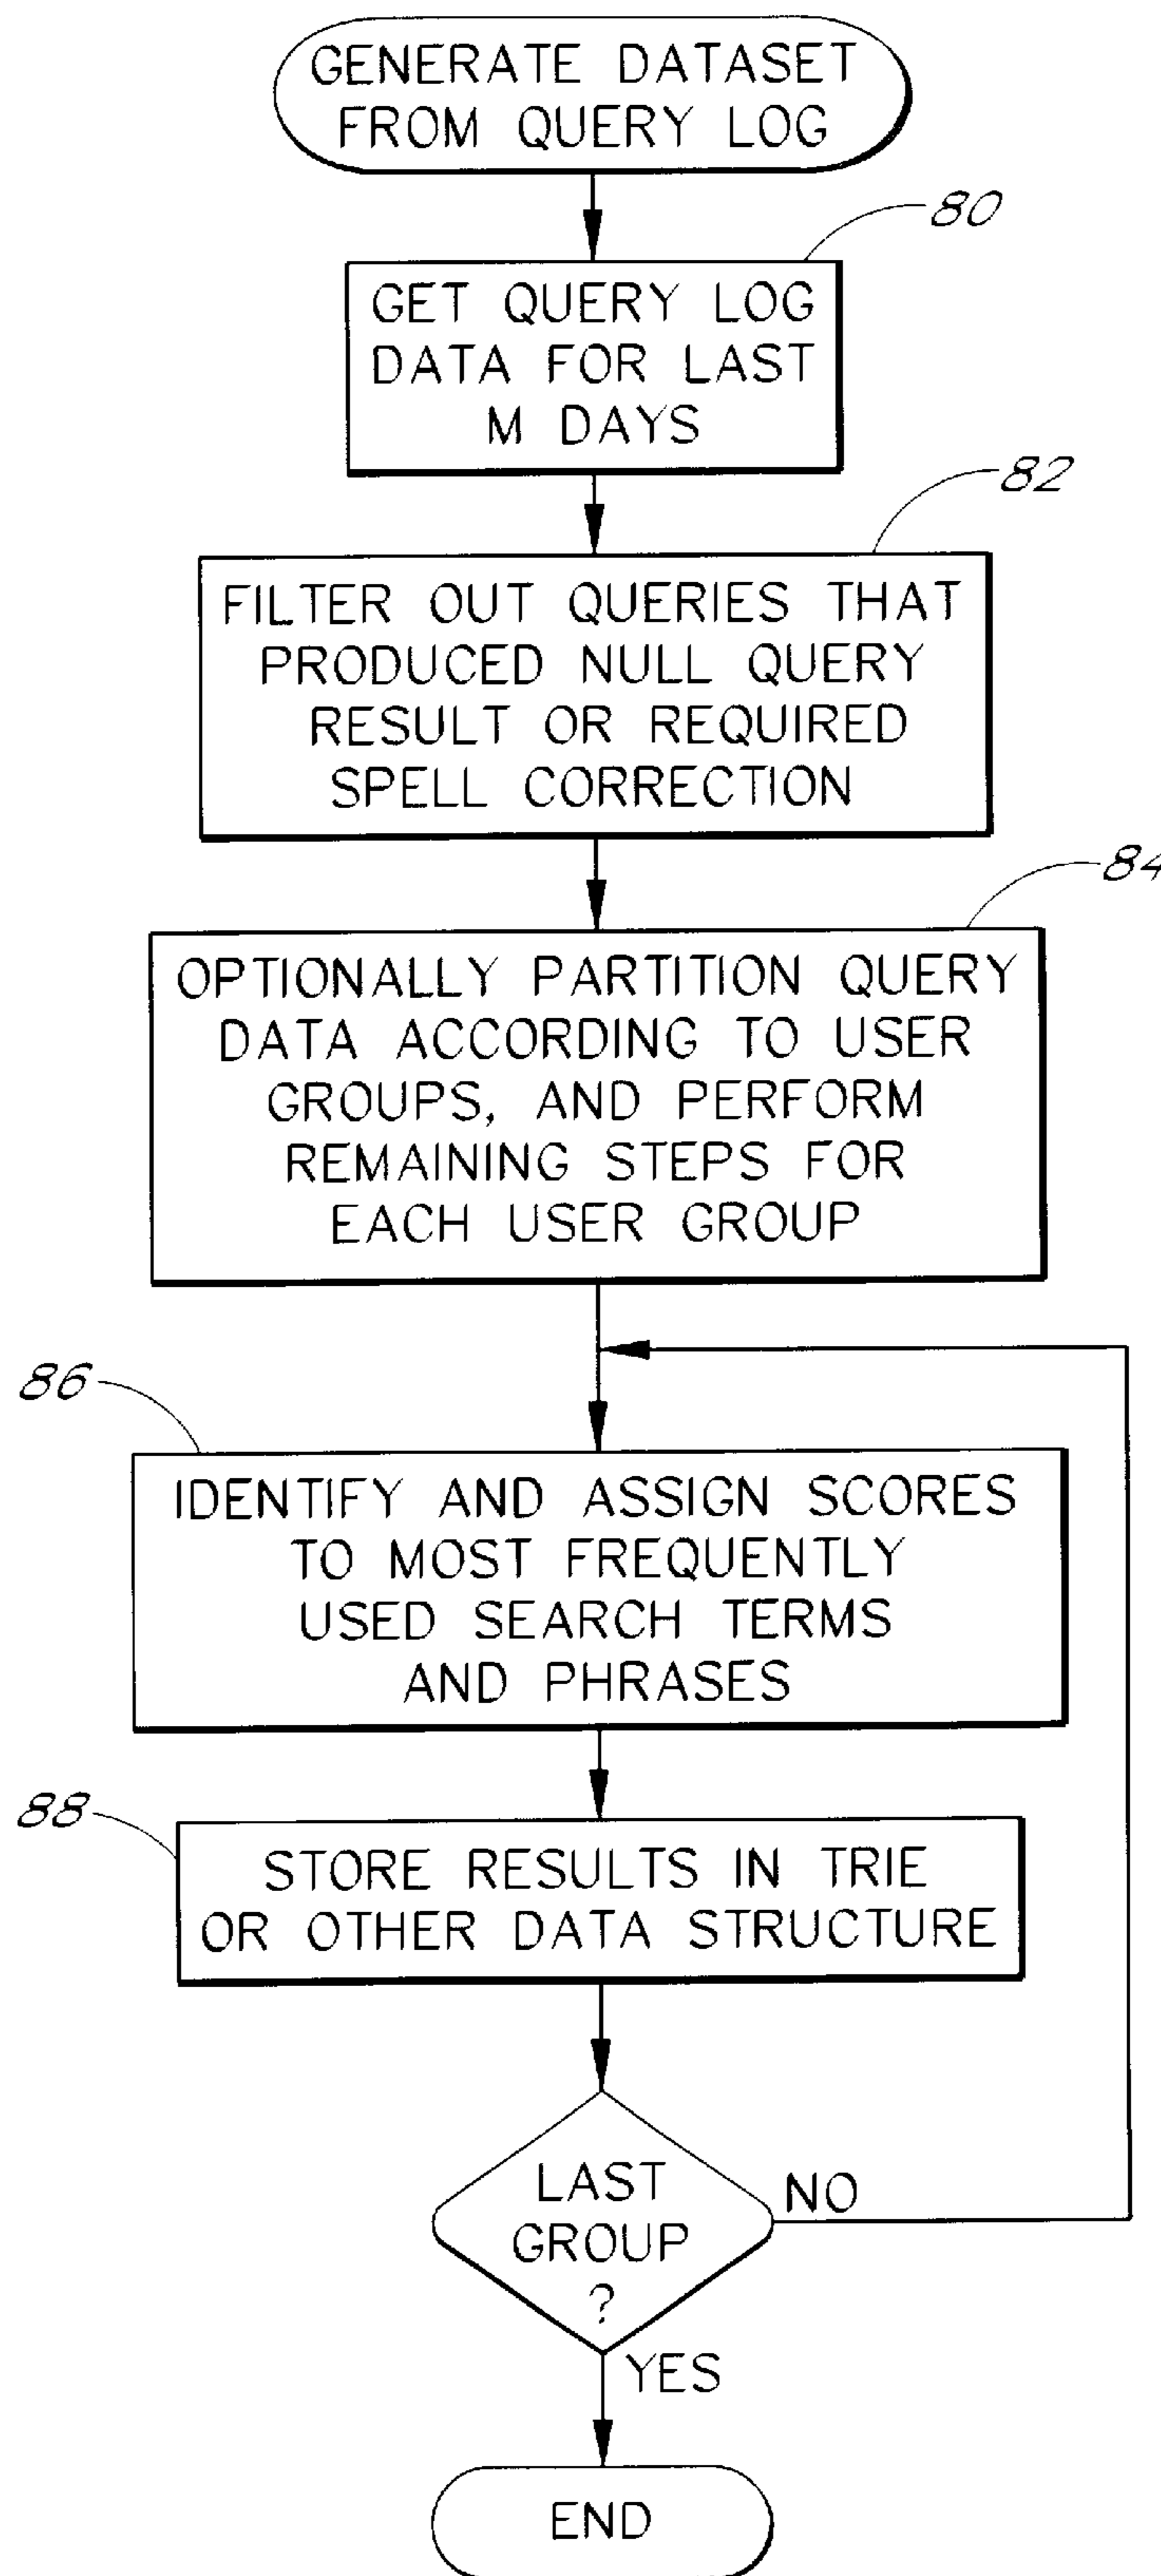 GENERATE DATASET
FROM QUERY LOG
80
GET QUERY LOG
DATA FOR LAST
M DAYS
82
FILTER OUT QUERIES THAT
PRODUCED NULL QUERY
RESULT OR REQUIRED
SPELL CORRECTION
84
OPTIONALLY PARTITION QUERY
DATA ACCORDING TO USER
GROUPS, AND PERFORM
REMAINING STEPS FOR
EACH USER GROUP
86
IDENTIFY AND ASSIGN SCORES
TO MOST FREQUENTLY
USED SEARCH TERMS
AND PHRASES
88
STORE RESULTS IN TRIE
OR OTHER DATA STRUCTURE
LAST
GROUP
?
NO
YES
END